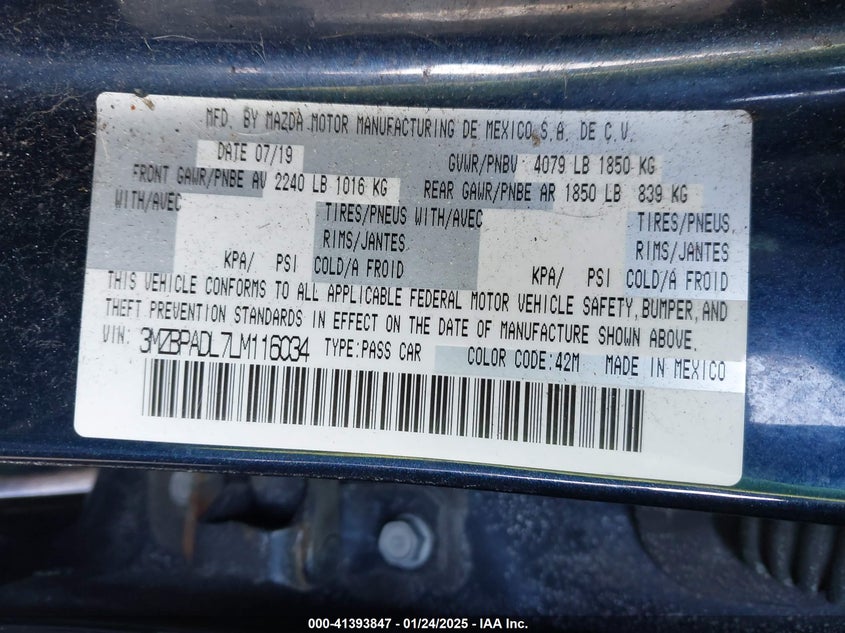 MFD. BY MAZDA MOTOR MANUFACTURING DE MEXICO S.A. DE C.V.
DATE 07/19 GVWR/PNBV 4079 LB 1850 KG
FRONT GAWR/PNBE AV 2240 LB 1016 KG REAR GAWR/PNBE AR 1850 LB 839 KG
WITH/AVEC TIRES/PNEUS WITH/AVEC TIRES/PNEUS
RIMS/JANTES RIMS/JANTES
KPA/ PSI COLD/A FROID KPA/ PSI COLD/A FROID
THIS VEHICLE CONFORMS TO ALL APPLICABLE FEDERAL MOTOR VEHICLE SAFETY, BUMPER, AND
THEFT PREVENTION STANDARDS IN EFFECT ON THE DATE OF MANUFACTURE SHOWN ABOVE.
VIN: 3MZBPADL7LM116034 TYPE:PASS CAR COLOR CODE:42M MADE IN MEXICO
000-41393847 - 01/24/2025 - IAA Inc.